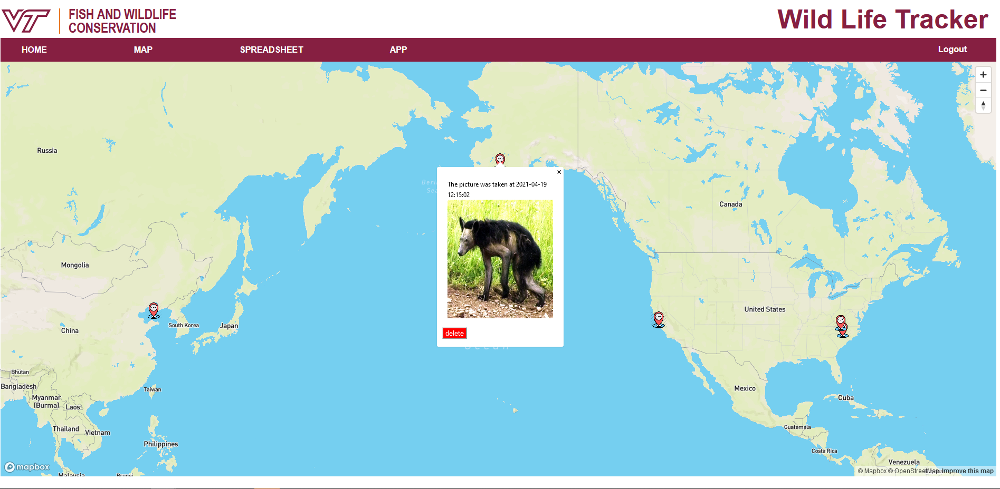 VT
FISH AND WILDLIFE
CONSERVATION
Wild Life Tracker
HOME
MAP
SPREADSHEET
APP
Logout
Russia
Canada
Mongolia
China
South Korea
Japan
United States
Bhutan
Bangladesh
Myanmar
(Burma)
Laos
Taiwan
Thailand
Vietnam
Philippines
Mexico
Cuba
Guatemala
Costa Rica
Venezuela
Malaysia
Brunei
Ocean
The picture was taken at 2021-04-19
12:15:02
×
delete
mapbox
© Mapbox © OpenStreetMap Improve this map